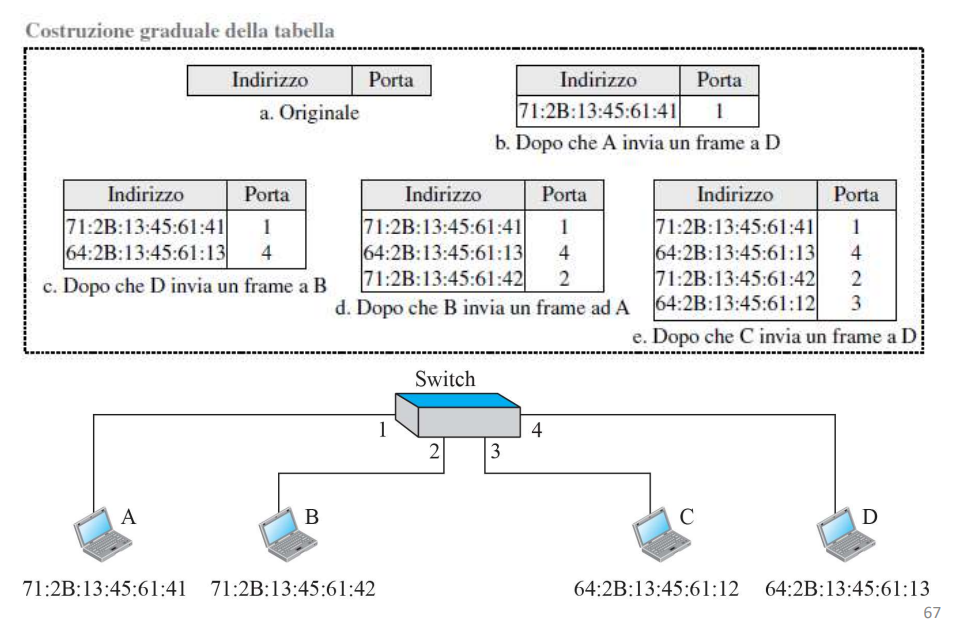 Costruzione graduale della tabella
Indirizzo Porta
a. Originale
Indirizzo Porta
71:2B:13:45:61:41 1
b. Dopo che A invia un frame a D
Indirizzo Porta
71:2B:13:45:61:41 1
64:2B:13:45:61:13 4
c. Dopo che D invia un frame a B
Indirizzo Porta
71:2B:13:45:61:41 1
64:2B:13:45:61:13 4
71:2B:13:45:61:42 2
d. Dopo che B invia un frame ad A
Indirizzo Porta
71:2B:13:45:61:41 1
64:2B:13:45:61:13 4
71:2B:13:45:61:42 2
64:2B:13:45:61:12 3
e. Dopo che C invia un frame a D
Switch
1 4
2 3
A B C D
71:2B:13:45:61:41 71:2B:13:45:61:42 64:2B:13:45:61:12 64:2B:13:45:61:13
67